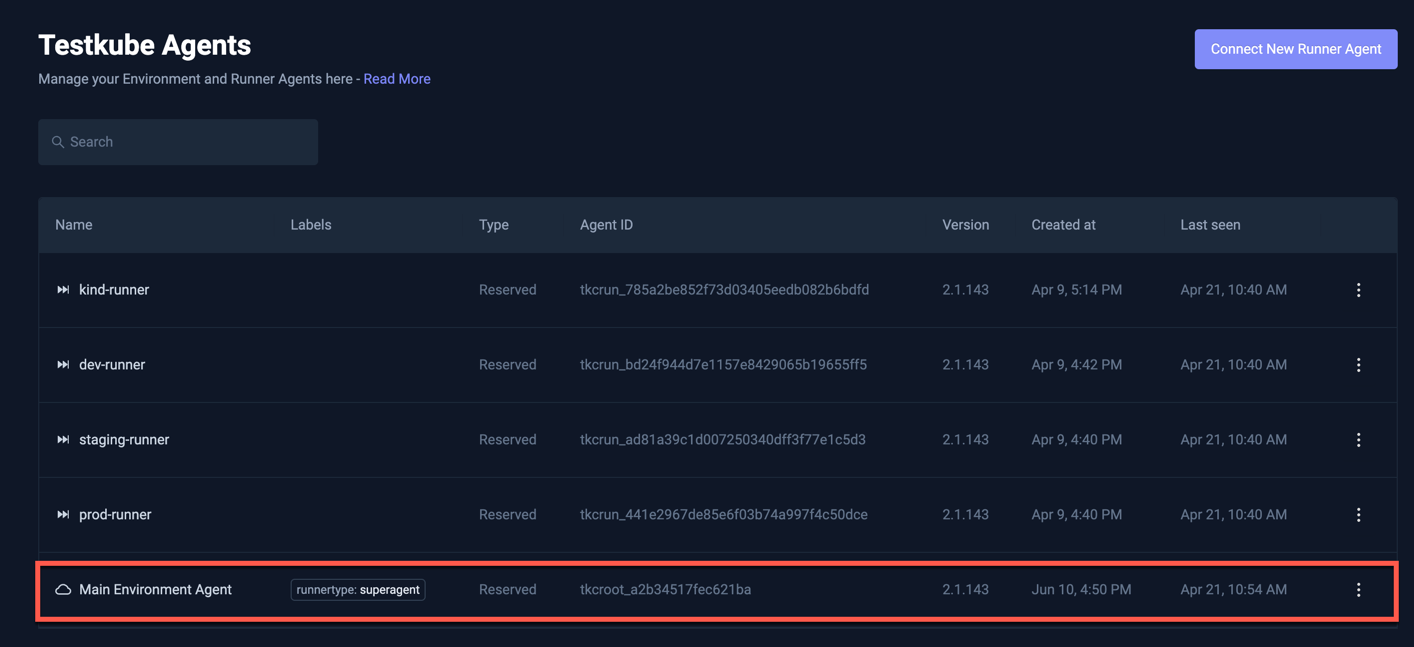 Testkube Agents
Connect New Runner Agent
Manage your Environment and Runner Agents here - Read More
Search
Name Labels Type Agent ID Version Created at Last seen
kind-runner Reserved tkcrun_785a2be852f73d03405eedb082b6bdfd 2.1.143 Apr 9, 5:14 PM Apr 21, 10:40 AM
dev-runner Reserved tkcrun_bd24f944d7e1157e8429065b19655ff5 2.1.143 Apr 9, 4:42 PM Apr 21, 10:40 AM
staging-runner Reserved tkcrun_ad81a39c1d007250340dff3f77e1c5d3 2.1.143 Apr 9, 4:40 PM Apr 21, 10:40 AM
prod-runner Reserved tkcrun_441e2967de85e6f03b74a997f4c50dce 2.1.143 Apr 9, 4:40 PM Apr 21, 10:40 AM
Main Environment Agent runnertype: superagent Reserved tkcroot_a2b34517fec621ba 2.1.143 Jun 10, 4:50 PM Apr 21, 10:54 AM